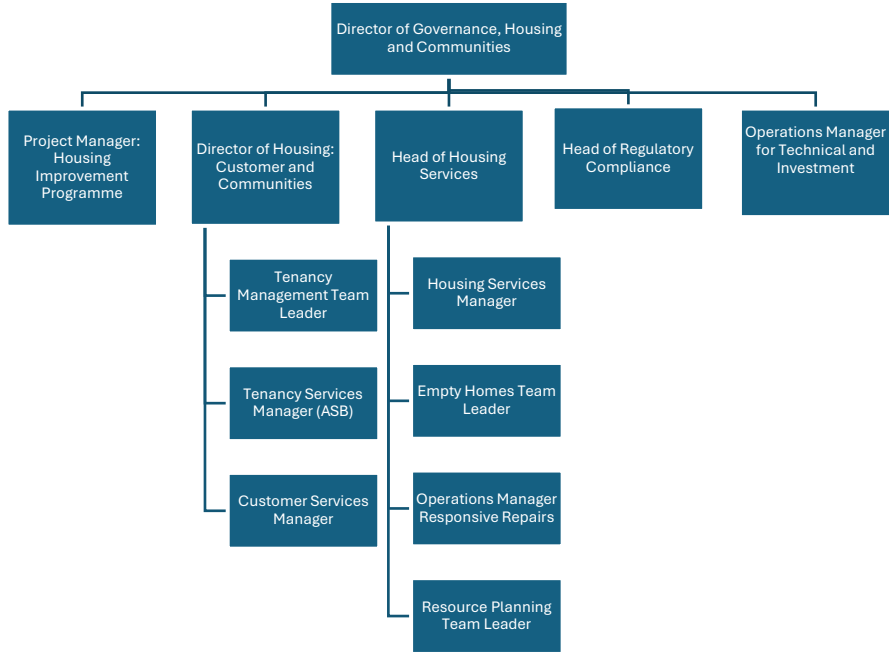 Director of Governance, Housing
and Communities
Project Manager:
Housing
Improvement
Programme
Director of Housing:
Customer and
Communities
Head of Housing
Services
Head of Regulatory
Compliance
Operations Manager
for Technical and
Investment
Tenancy
Management Team
Leader
Tenancy Services
Manager (ASB)
Customer Services
Manager
Housing Services
Manager
Empty Homes Team
Leader
Operations Manager
Responsive Repairs
Resource Planning
Team Leader